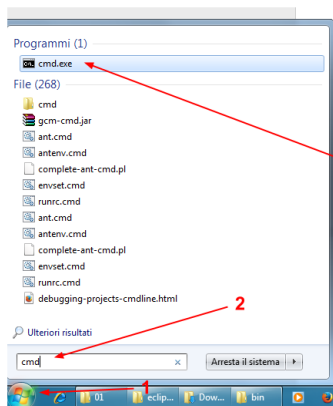 Programmi (1)
cmd.exe
File (268)
cmd
gcm-cmd.jar
ant.cmd
antenv.cmd
complete-ant-cmd.pl
envset.cmd
runrc.cmd
ant.cmd
antenv.cmd
complete-ant-cmd.pl
envset.cmd
runrc.cmd
debugging-projects-cmdline.html
2
Ulteriori risultati
cmd
Arresta il sistema
1
01
eclip...
Dow...
bin